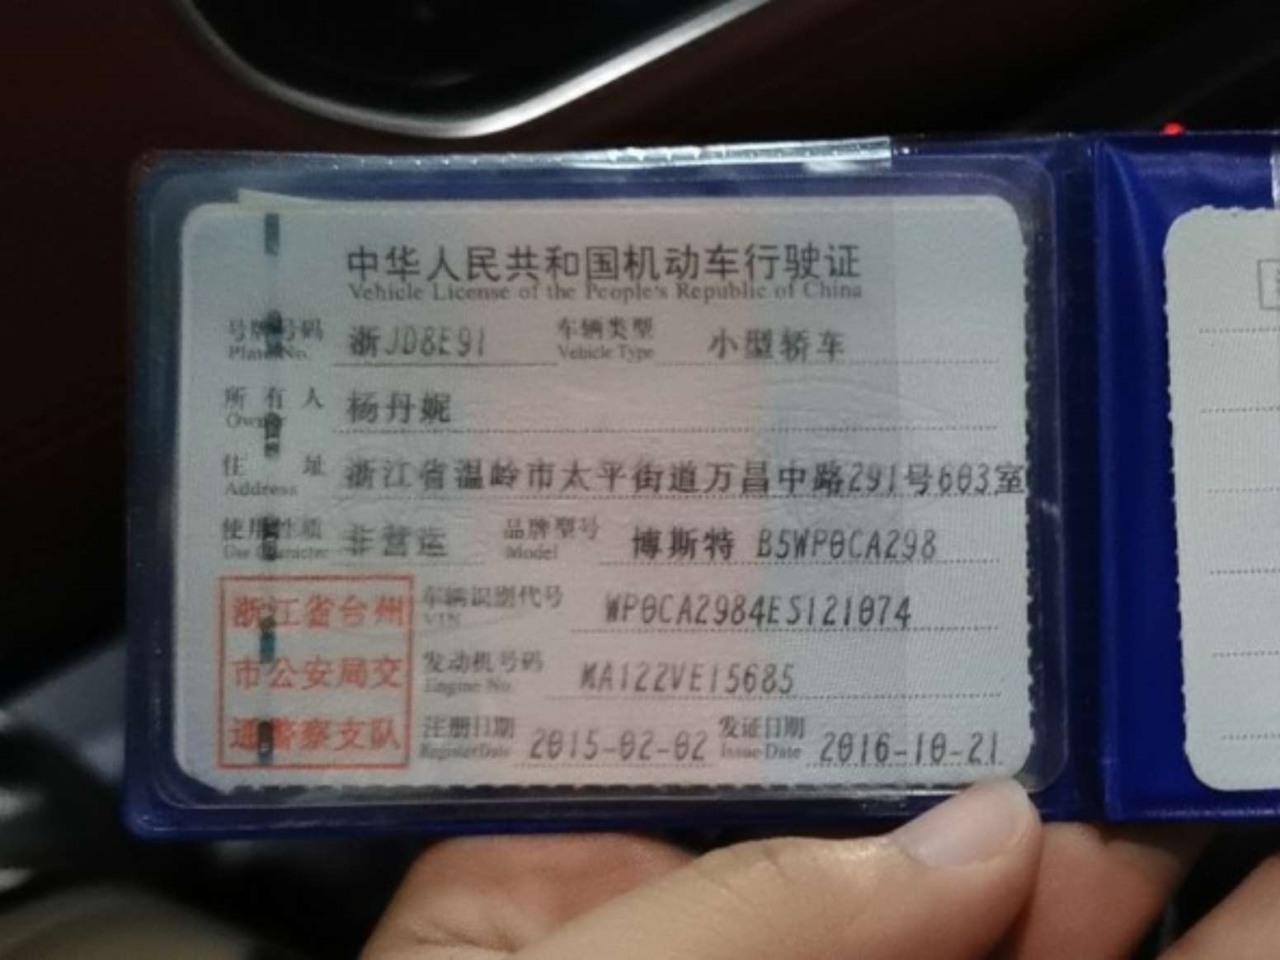 中华人民共和国机动车行驶证
Vehicle License of the People's Republic of China
号牌号码 浙JD8E91 车辆类型 小型轿车
Plate No. Vehicle Type
所有人 杨丹妮
Owner
住址 浙江省温岭市太平街道万昌中路291号603室
Address
使用性质 非营运 品牌型号 博斯特 B5WP0CA298
Use Character Model
车辆识别代号 WP0CA2984ES121074
VIN
发动机号码 MA122VE15685
Engine No.
注册日期 2015-02-02 发证日期 2016-10-21
Register Date Issue Date
浙江省台州
市公安局交
通警察支队